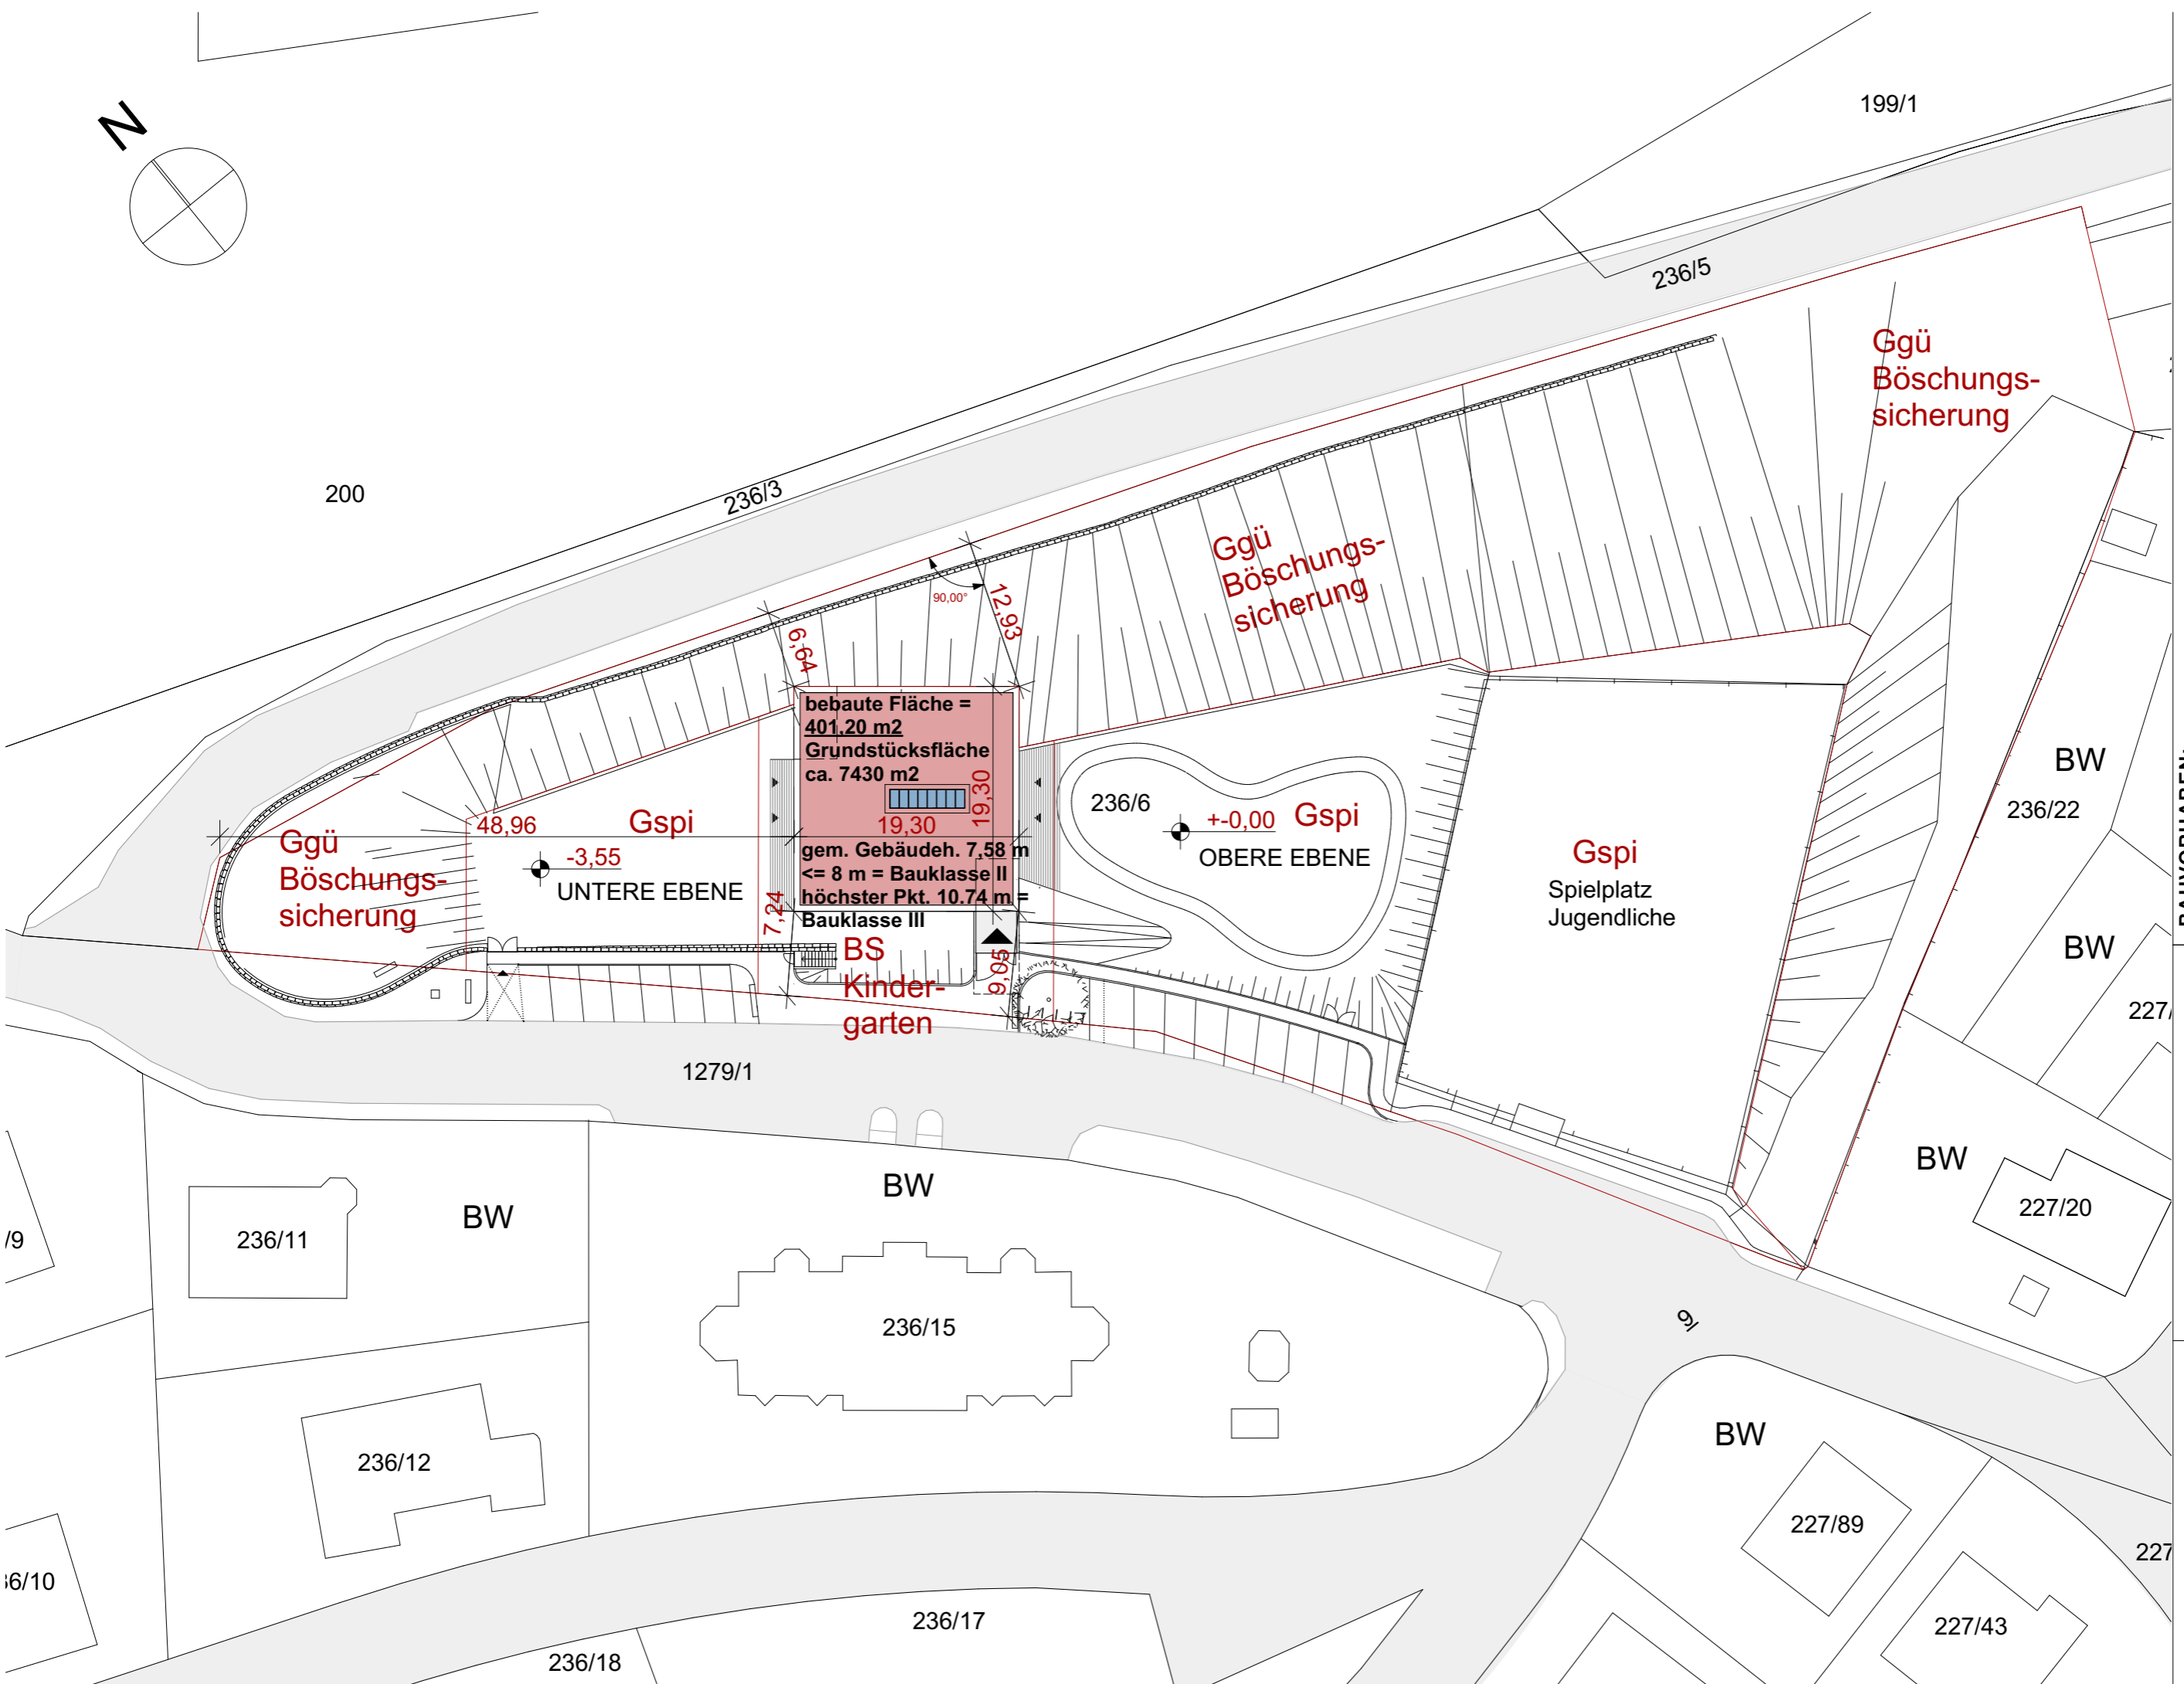 N
199/1
236/5
Ggü
Böschungs-
sicherung
200
236/3
Ggü
Böschungs-
sicherung
90,00°
12,93
6,64
bebaute Fläche =
401,20 m2
Grundstücksfläche
ca. 7430 m2
19,30
19,30
gem. Gebäudeh. 7,58 m
<= 8 m = Bauklasse II
höchster Pkt. 10.74 m =
Bauklasse III
48,96
Gspi
-3,55
UNTERE EBENE
7,24
Ggü
Böschungs-
sicherung
236/6
+-0,00
Gspi
OBERE EBENE
Gspi
Spielplatz
Jugendliche
BW
236/22
BW
227/
BS
Kinder-
garten
9,05
1279/1
BW
227/20
BW
BW
/9
236/11
236/15
9
236/12
BW
227/89
227
36/10
236/17
236/18
227/43
BAUVORHABEN: